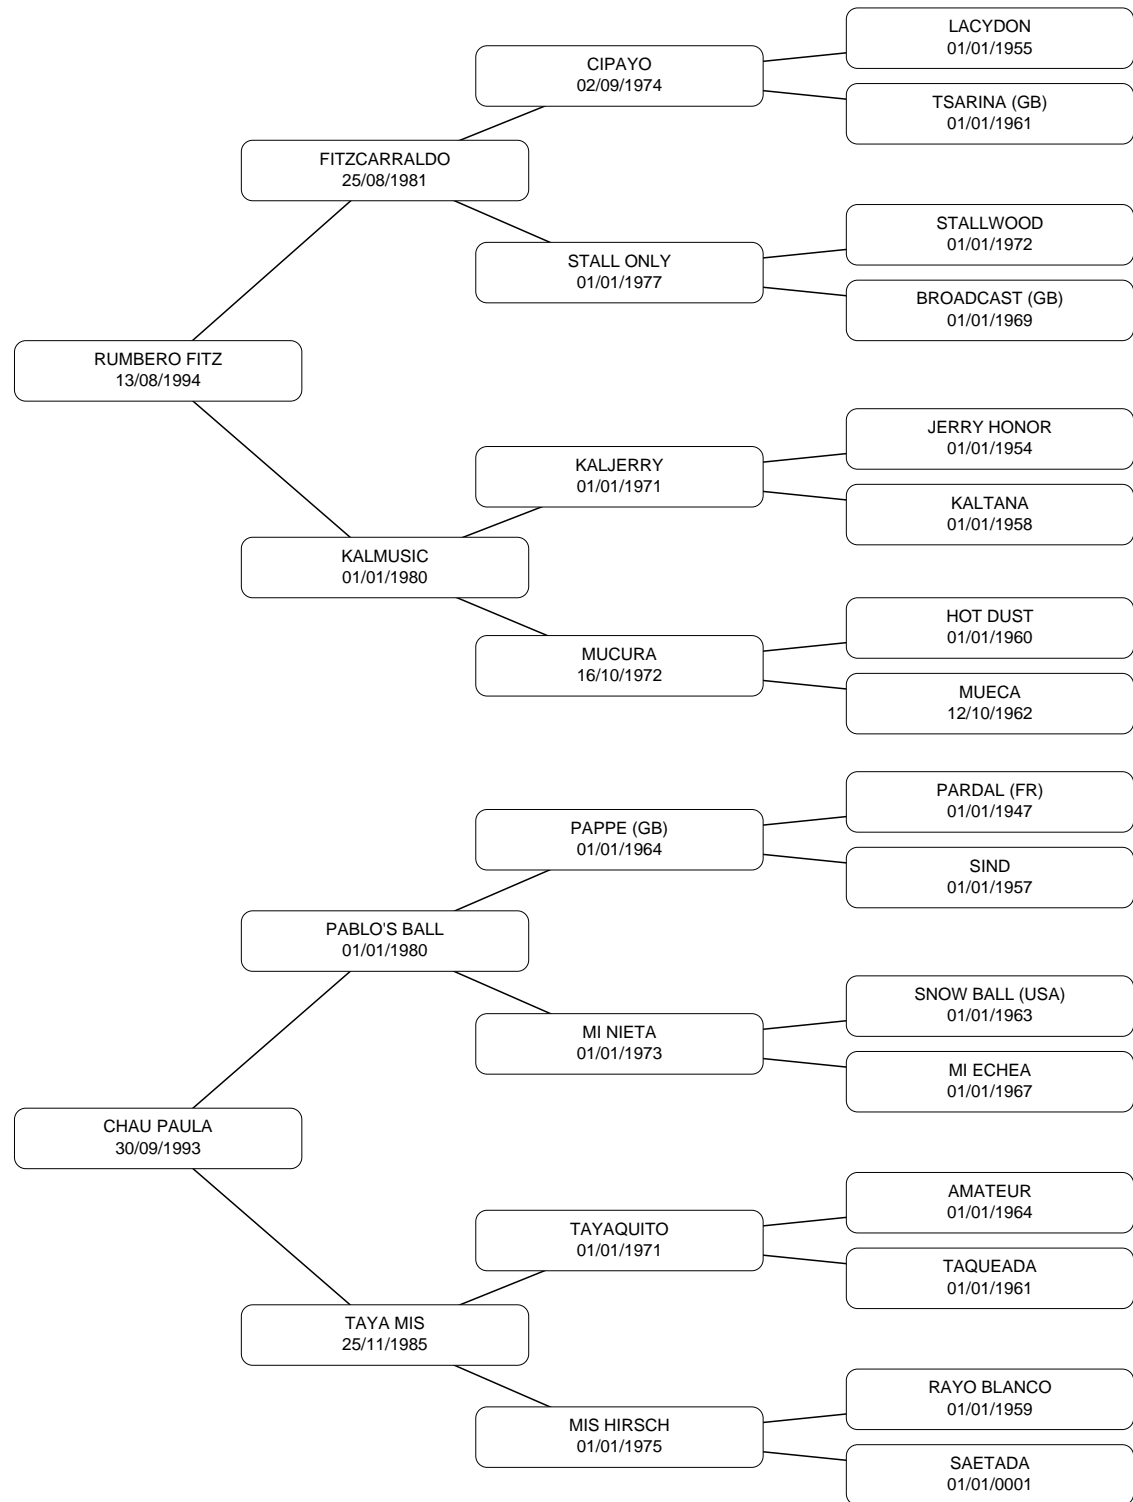 LACYDON
01/01/1955
CIPAYO
02/09/1974
TSARINA (GB)
01/01/1961
FITZCARRALDO
25/08/1981
STALLWOOD
01/01/1972
STALL ONLY
01/01/1977
BROADCAST (GB)
01/01/1969
RUMBERO FITZ
13/08/1994
JERRY HONOR
01/01/1954
KALJERRY
01/01/1971
KALTANA
01/01/1958
KALMUSIC
01/01/1980
HOT DUST
01/01/1960
MUCURA
16/10/1972
MUECA
12/10/1962
PARDAL (FR)
01/01/1947
PAPPE (GB)
01/01/1964
SIND
01/01/1957
PABLO'S BALL
01/01/1980
SNOW BALL (USA)
01/01/1963
MI NIETA
01/01/1973
MI ECHEA
01/01/1967
CHAU PAULA
30/09/1993
AMATEUR
01/01/1964
TAYAQUITO
01/01/1971
TAQUEADA
01/01/1961
TAYA MIS
25/11/1985
RAYO BLANCO
01/01/1959
MIS HIRSCH
01/01/1975
SAETADA
01/01/0001